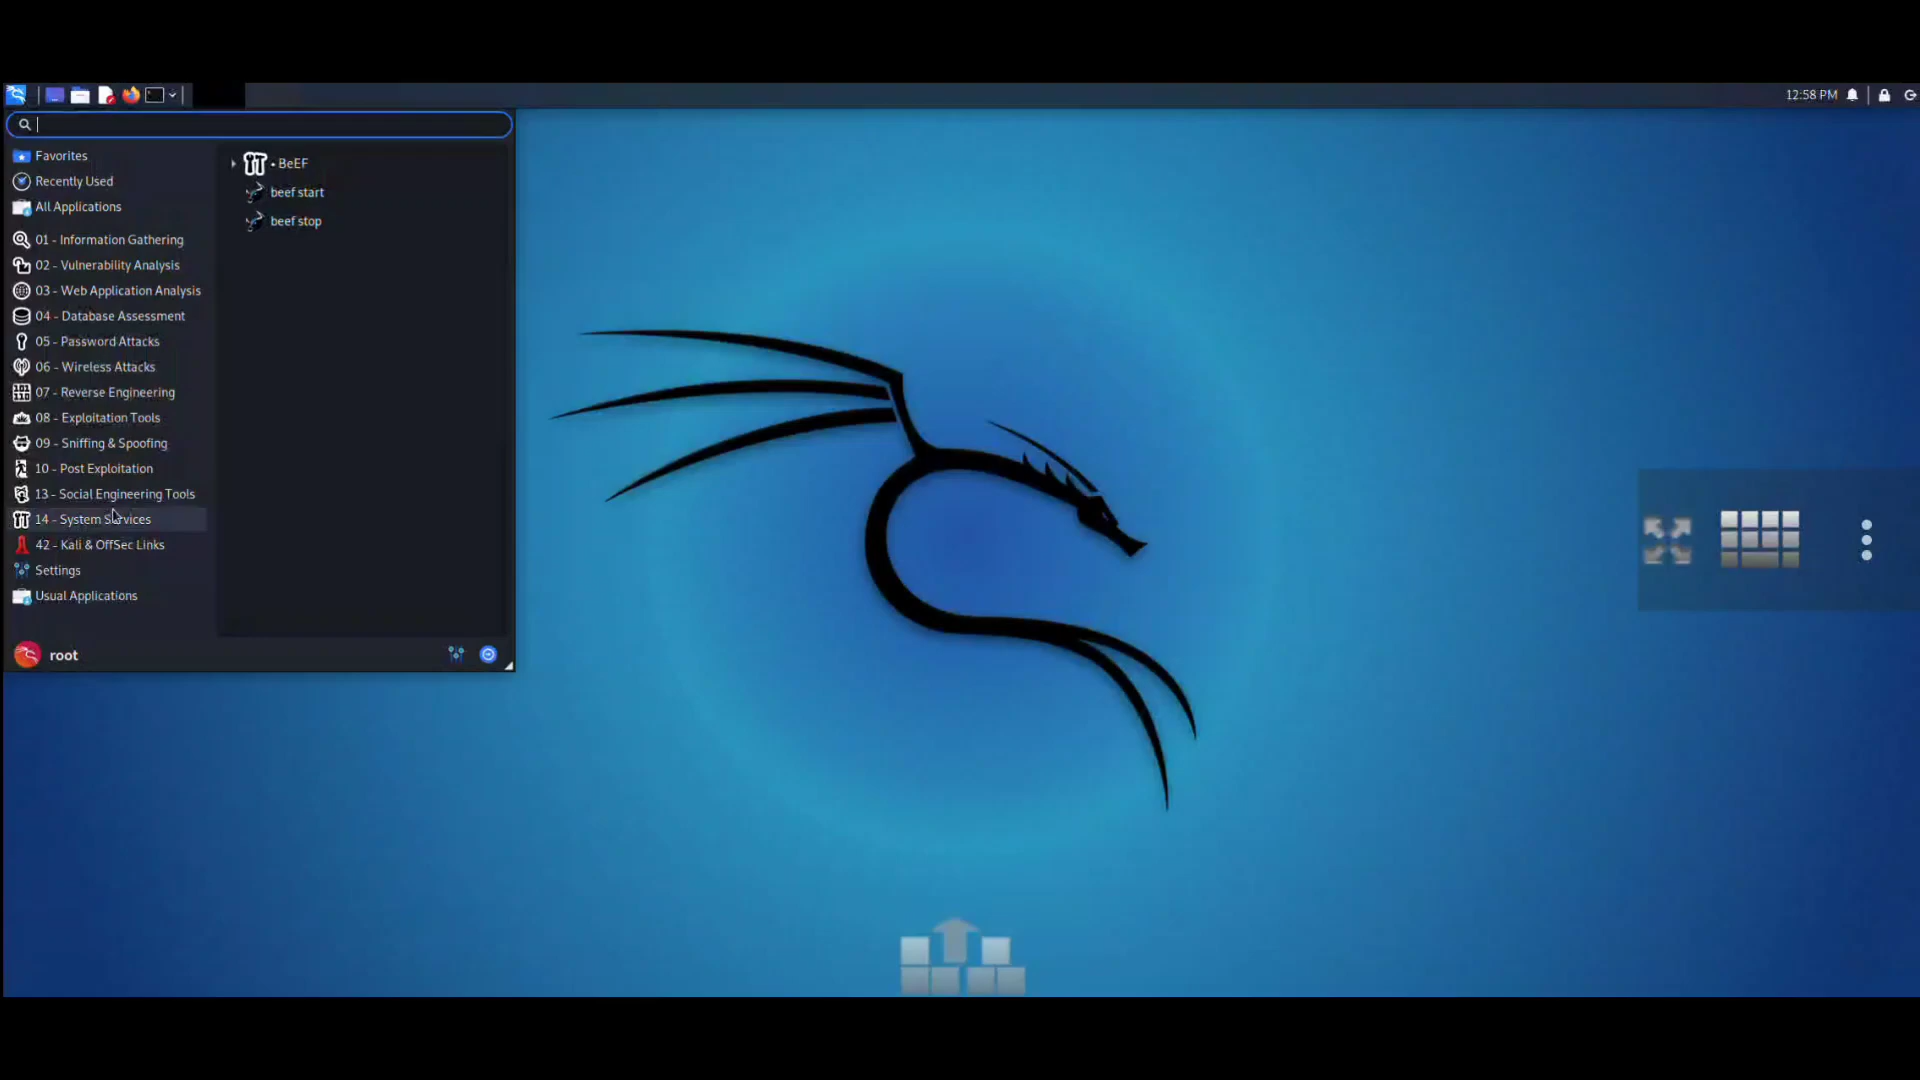 12:58 PM
Favorites
Recently Used
All Applications
01 - Information Gathering
02 - Vulnerability Analysis
03 - Web Application Analysis
04 - Database Assessment
05 - Password Attacks
06 - Wireless Attacks
07 - Reverse Engineering
08 - Exploitation Tools
09 - Sniffing & Spoofing
10 - Post Exploitation
13 - Social Engineering Tools
14 - System Services
42 - Kali & OffSec Links
Settings
Usual Applications
• BeEF
beef start
beef stop
root